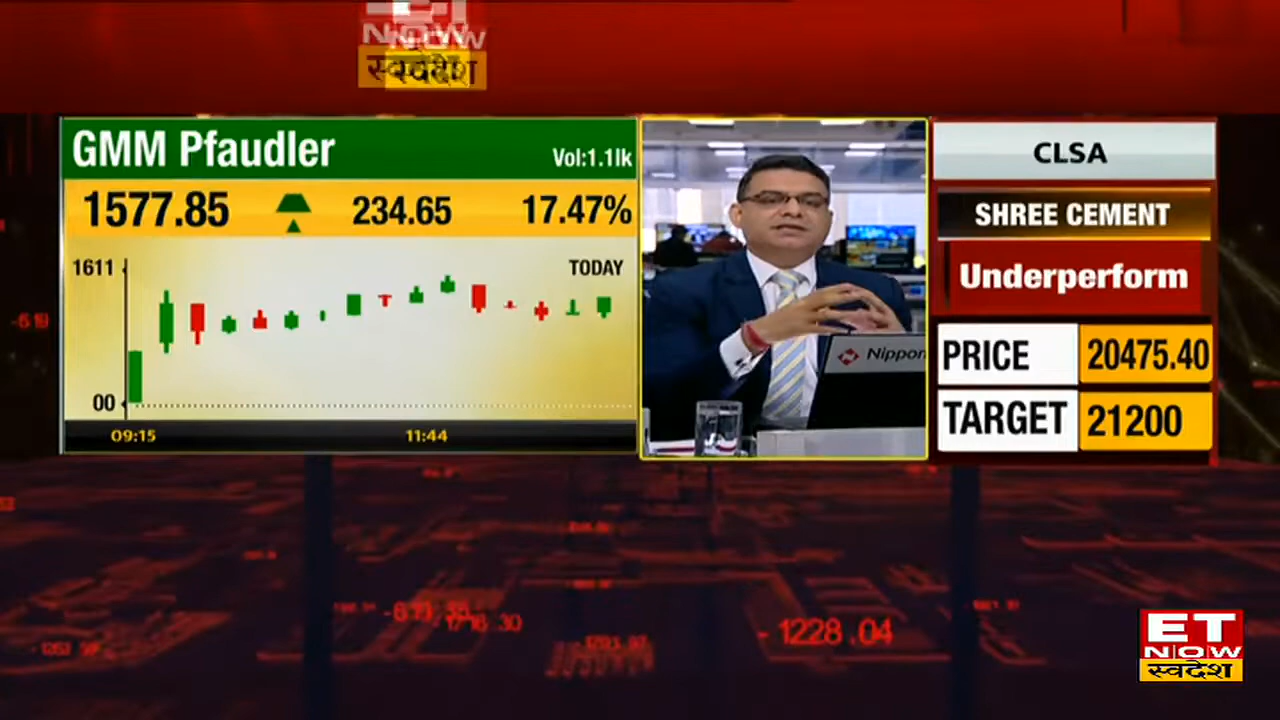 ET
NOW
स्वदेश
GMM Pfaudler
Vol:1.1lk
1577.85
234.65
17.47%
1611
TODAY
00
09:15
11:44
Nippon
CLSA
SHREE CEMENT
Underperform
PRICE
20475.40
TARGET
21200
-619
- 1228 .04
ET
NOW
स्वदेश